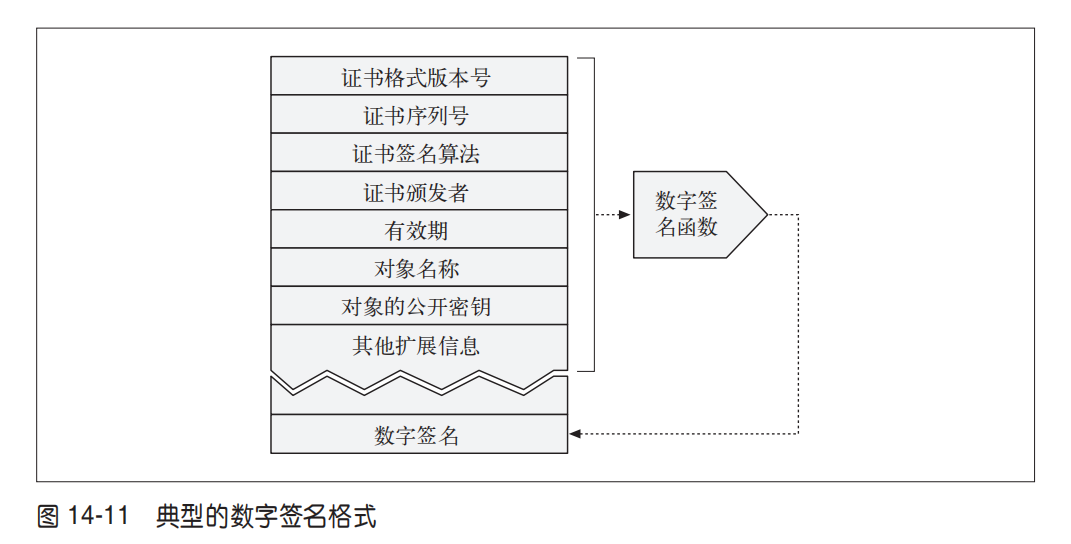 证书格式版本号
证书序列号
证书签名算法
证书颁发者
有效期
对象名称
对象的公开密钥
其他扩展信息
数字签名
数字签
名函数
图 14-11 典型的数字签名格式